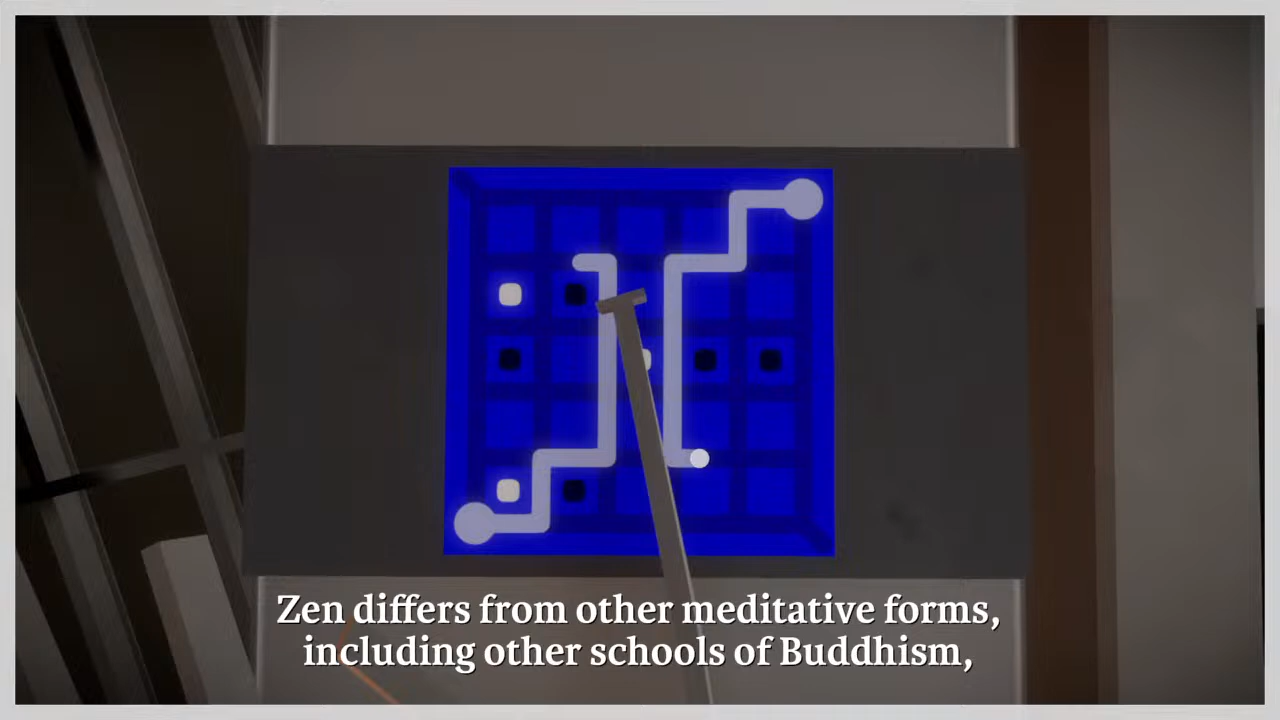 Zen differs from other meditative forms,
including other schools of Buddhism,